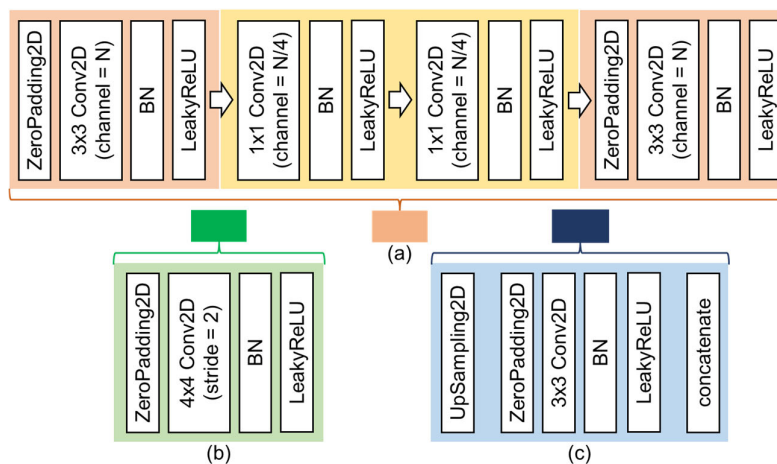 ZeroPadding2D
3x3 Conv2D
(channel = N)
BN
LeakyReLU
1x1 Conv2D
(channel = N/4)
BN
LeakyReLU
1x1 Conv2D
(channel = N/4)
BN
LeakyReLU
ZeroPadding2D
3x3 Conv2D
(channel = N)
BN
LeakyReLU
(a)
ZeroPadding2D
4x4 Conv2D
(stride = 2)
BN
LeakyReLU
(b)
UpSampling2D
ZeroPadding2D
3x3 Conv2D
BN
LeakyReLU
concatenate
(c)